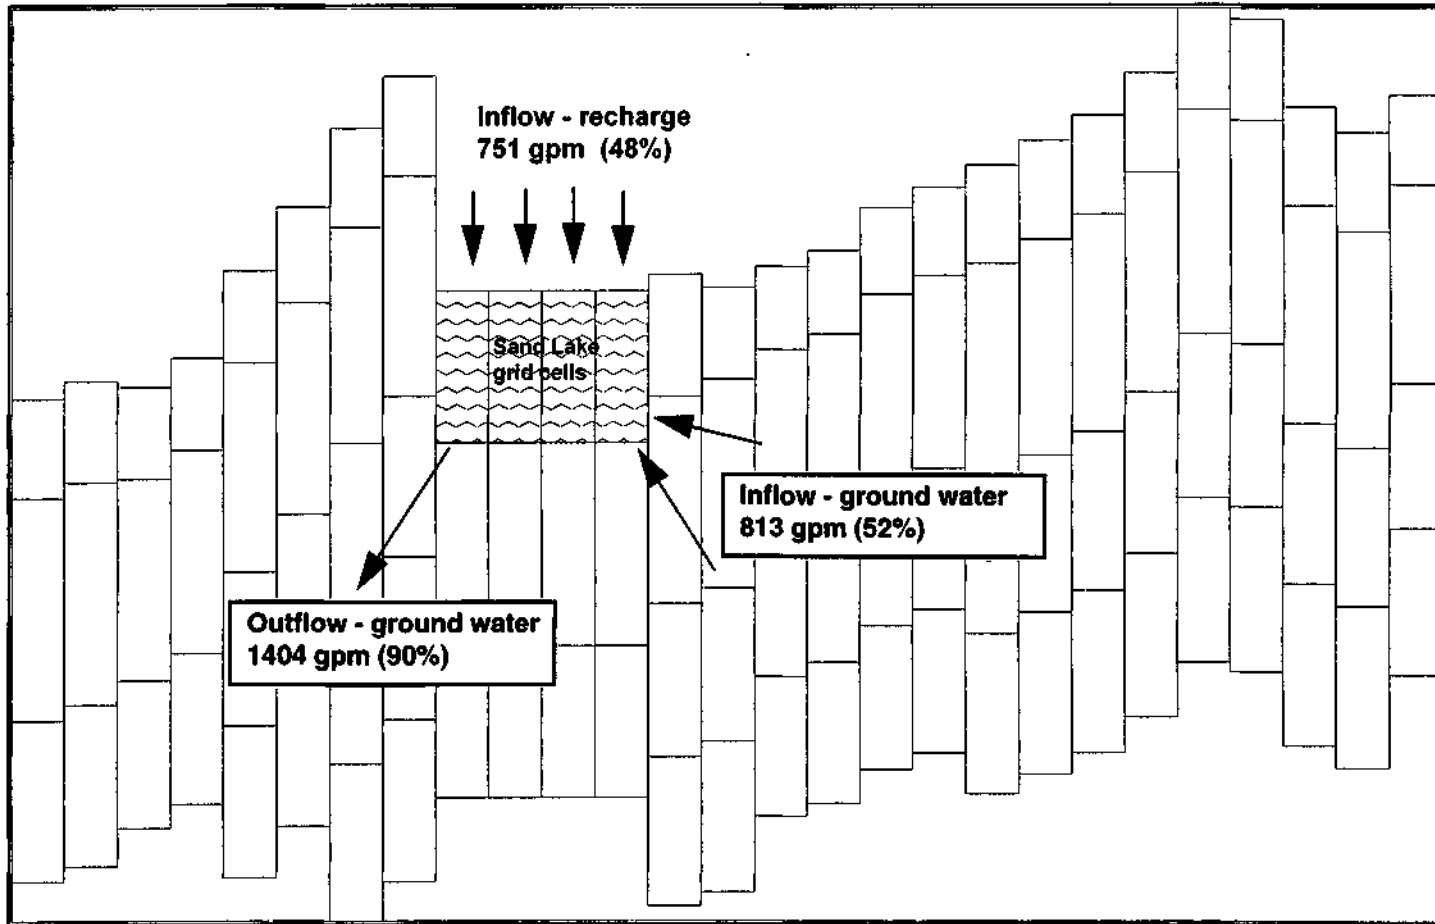 Inflow - recharge
751 gpm (48%)
Sand Lake
grid cells
Inflow - ground water
813 gpm (52%)
Outflow - ground water
1404 gpm (90%)